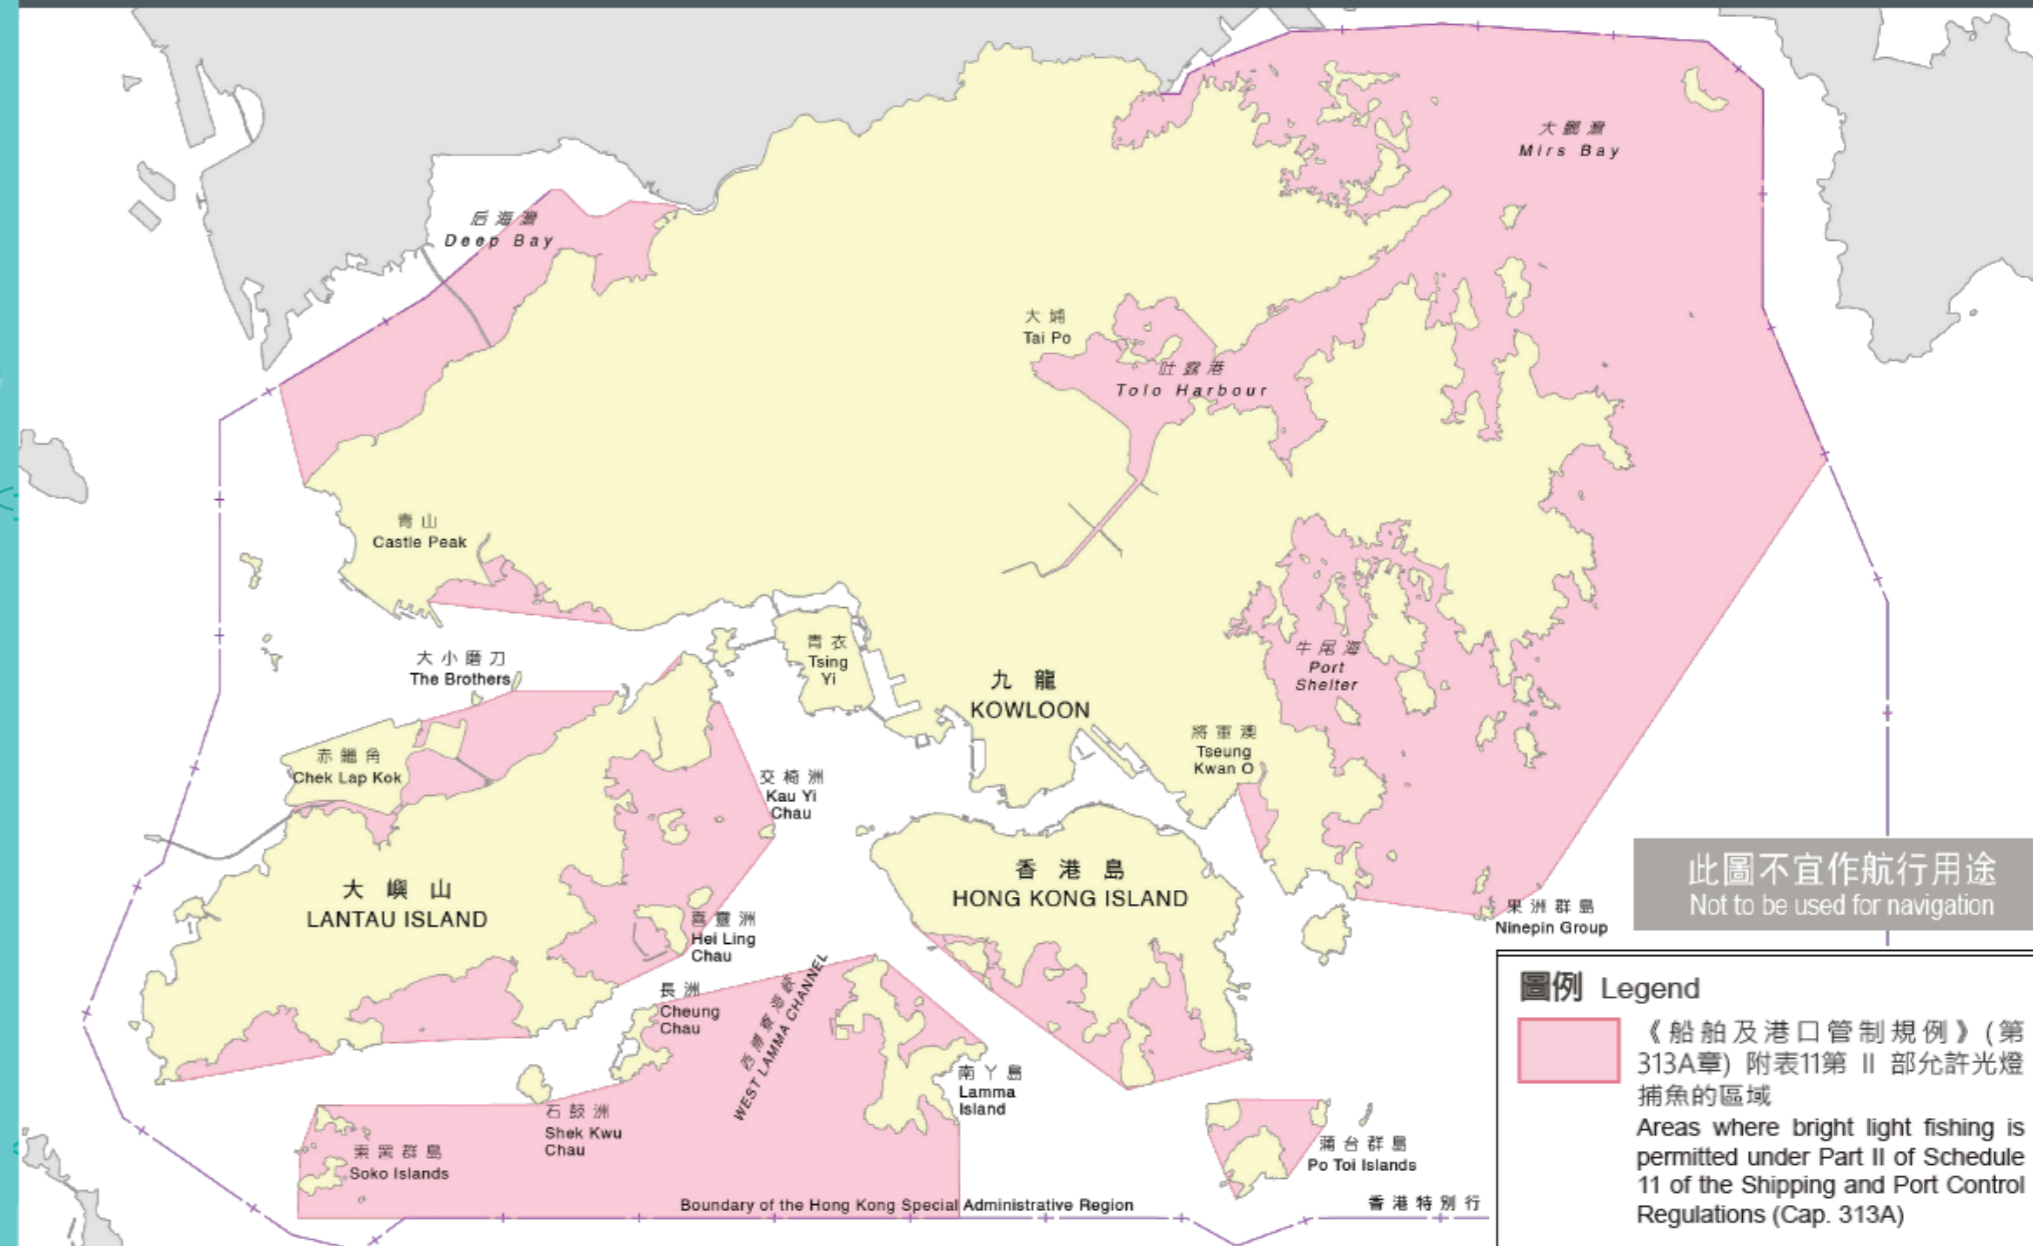 大鵬灣
Mirs Bay
后海灣
Deep Bay
大埔
Tai Po
吐露港
Tolo Harbour
青山
Castle Peak
大小磨刀
The Brothers
青衣
Tsing
Yi
九龍
KOWLOON
牛尾海
Port
Shelter
將軍澳
Tseung
Kwan O
赤鱲角
Chek Lap Kok
交椅洲
Kau Yi
Chau
大嶼山
LANTAU ISLAND
香港島
HONG KONG ISLAND
喜靈洲
Hei Ling
Chau
果洲群島
Ninepin Group
長洲
Cheung
Chau
西博寮海峽
WEST LAMMA CHANNEL
南丫島
Lamma
Island
石鼓洲
Shek Kwu
Chau
索罟群島
Soko Islands
蒲台群島
Po Toi Islands
Boundary of the Hong Kong Special Administrative Region
香港特別行
此圖不宜作航行用途
Not to be used for navigation
圖例 Legend
《船舶及港口管制規例》(第
313A章) 附表11第 II 部允許光燈
捕魚的區域
Areas where bright light fishing is
permitted under Part II of Schedule
11 of the Shipping and Port Control
Regulations (Cap. 313A)